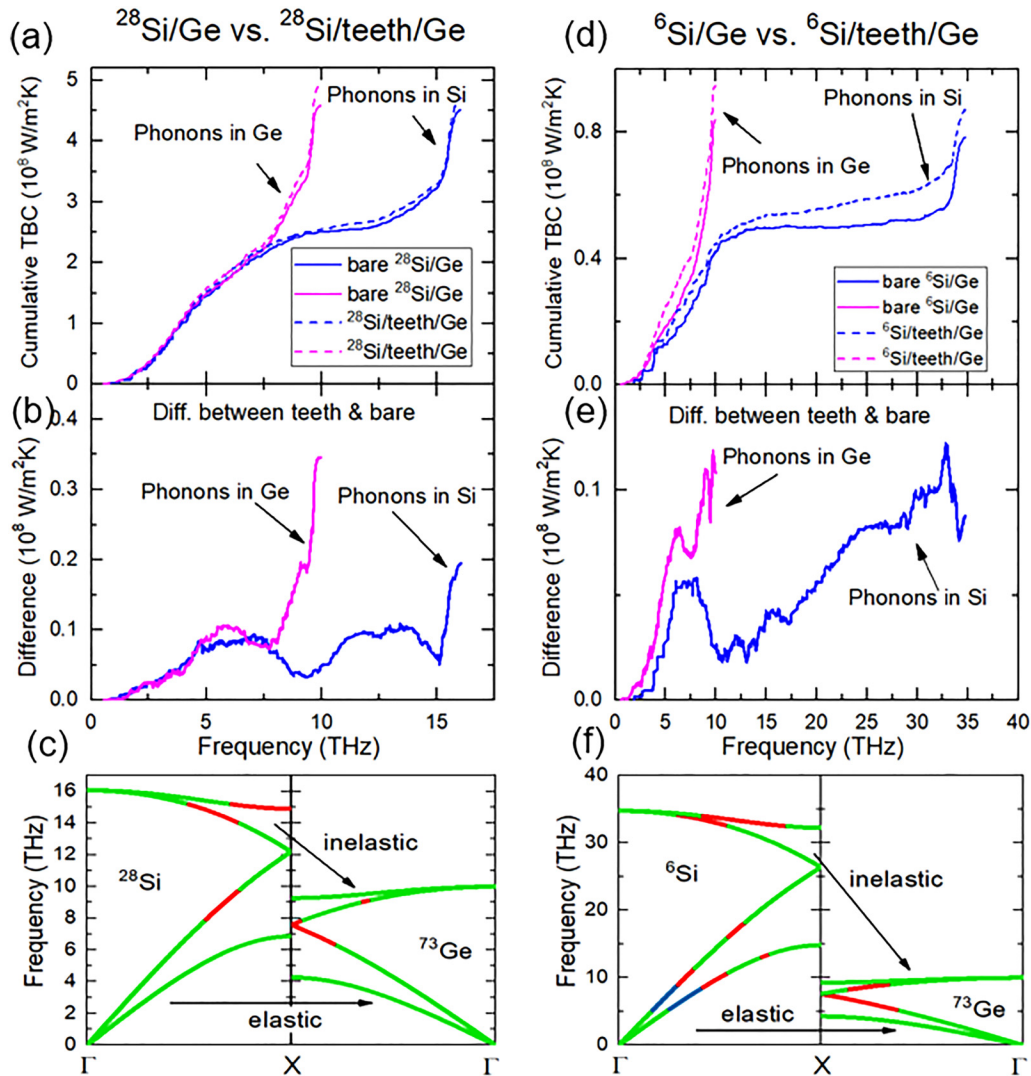 (a)
²⁸Si/Ge vs. ²⁸Si/teeth/Ge
5
4
3
2
1
0
Cumulative TBC (10⁸ W/m²K)
Phonons in Ge
Phonons in Si
bare ²⁸Si/Ge
bare ²⁸Si/Ge
²⁸Si/teeth/Ge
²⁸Si/teeth/Ge
(b)
Diff. between teeth & bare
0.4
0.3
0.2
0.1
0.0
Difference (10⁸ W/m²K)
Phonons in Ge
Phonons in Si
0
5
10
15
Frequency (THz)
(c)
16
14
12
10
8
6
4
2
0
Frequency (THz)
²⁸Si
inelastic
⁷³Ge
elastic
Γ
X
Γ
(d)
⁶Si/Ge vs. ⁶Si/teeth/Ge
0.8
0.4
0.0
Cumulative TBC (10⁸ W/m²K)
Phonons in Si
Phonons in Ge
bare ⁶Si/Ge
bare ⁶Si/Ge
⁶Si/teeth/Ge
⁶Si/teeth/Ge
(e)
Diff. between teeth & bare
0.1
0.0
Difference (10⁸ W/m²K)
Phonons in Ge
Phonons in Si
0
5
10
15
20
25
30
35
40
Frequency (THz)
(f)
40
30
20
10
0
Frequency (THz)
⁶Si
inelastic
⁷³Ge
elastic
Γ
X
Γ